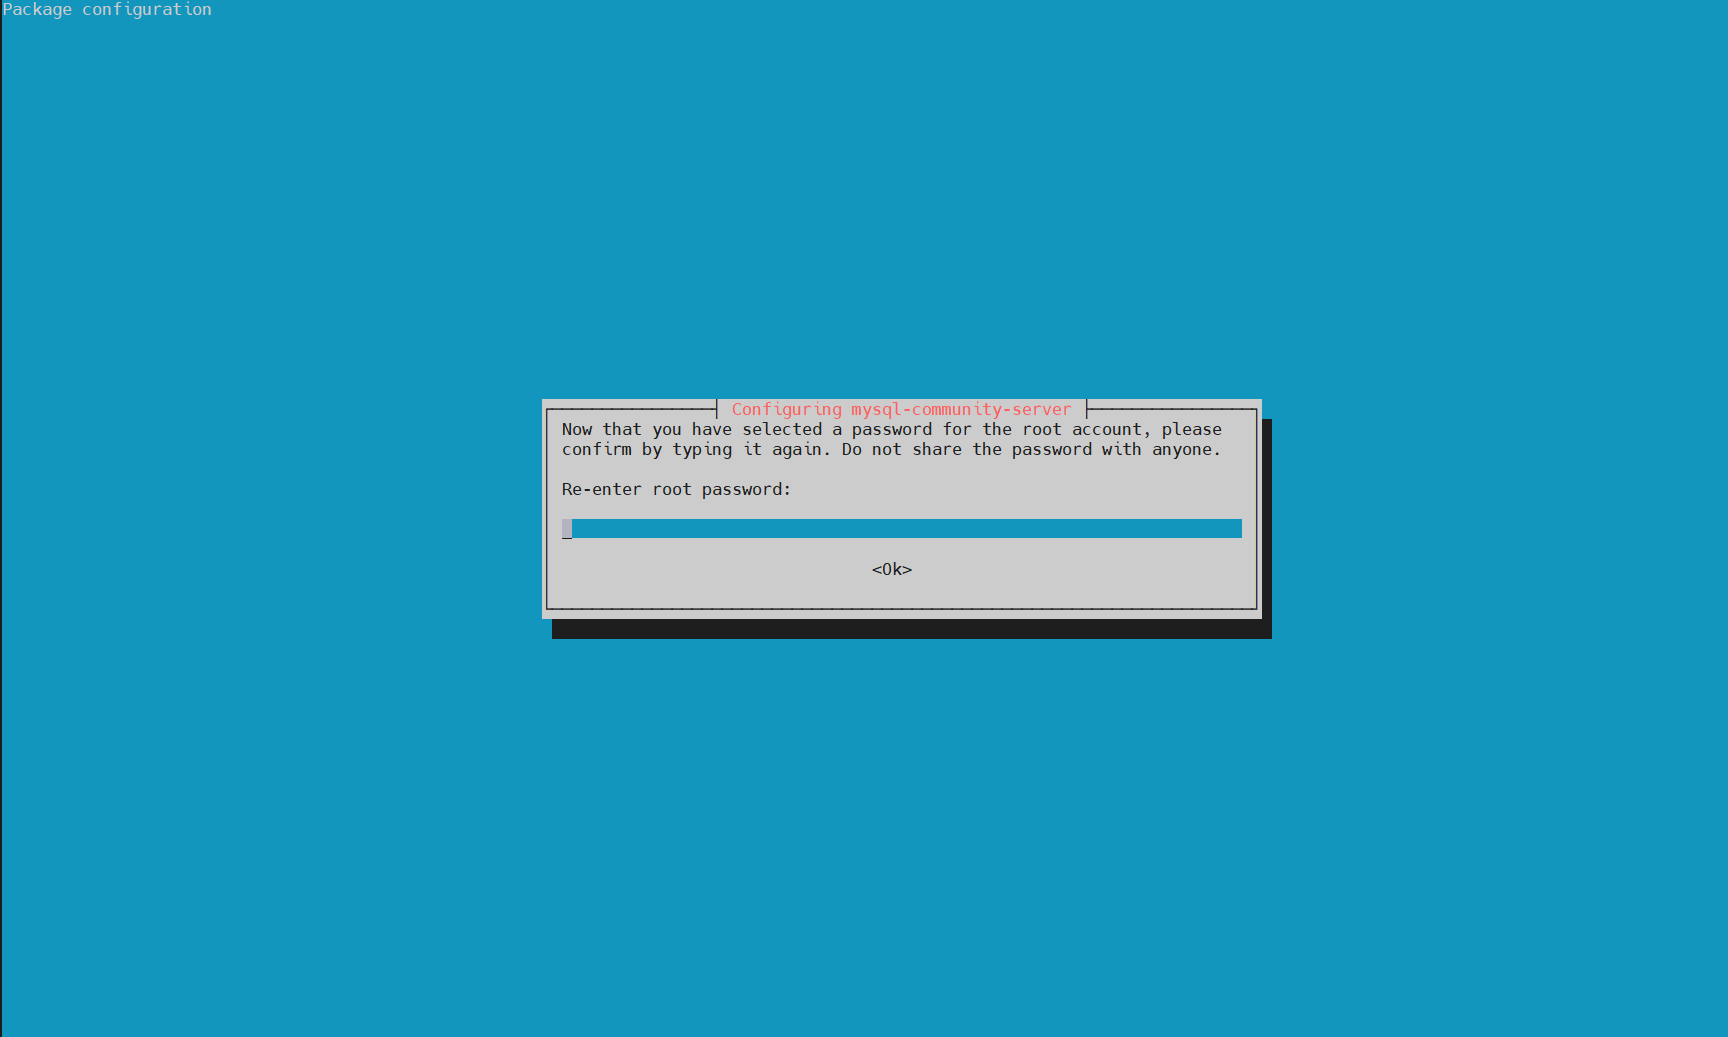 Package configuration
Configuring mysql-community-server
Now that you have selected a password for the root account, please
confirm by typing it again. Do not share the password with anyone.
Re-enter root password:
<Ok>